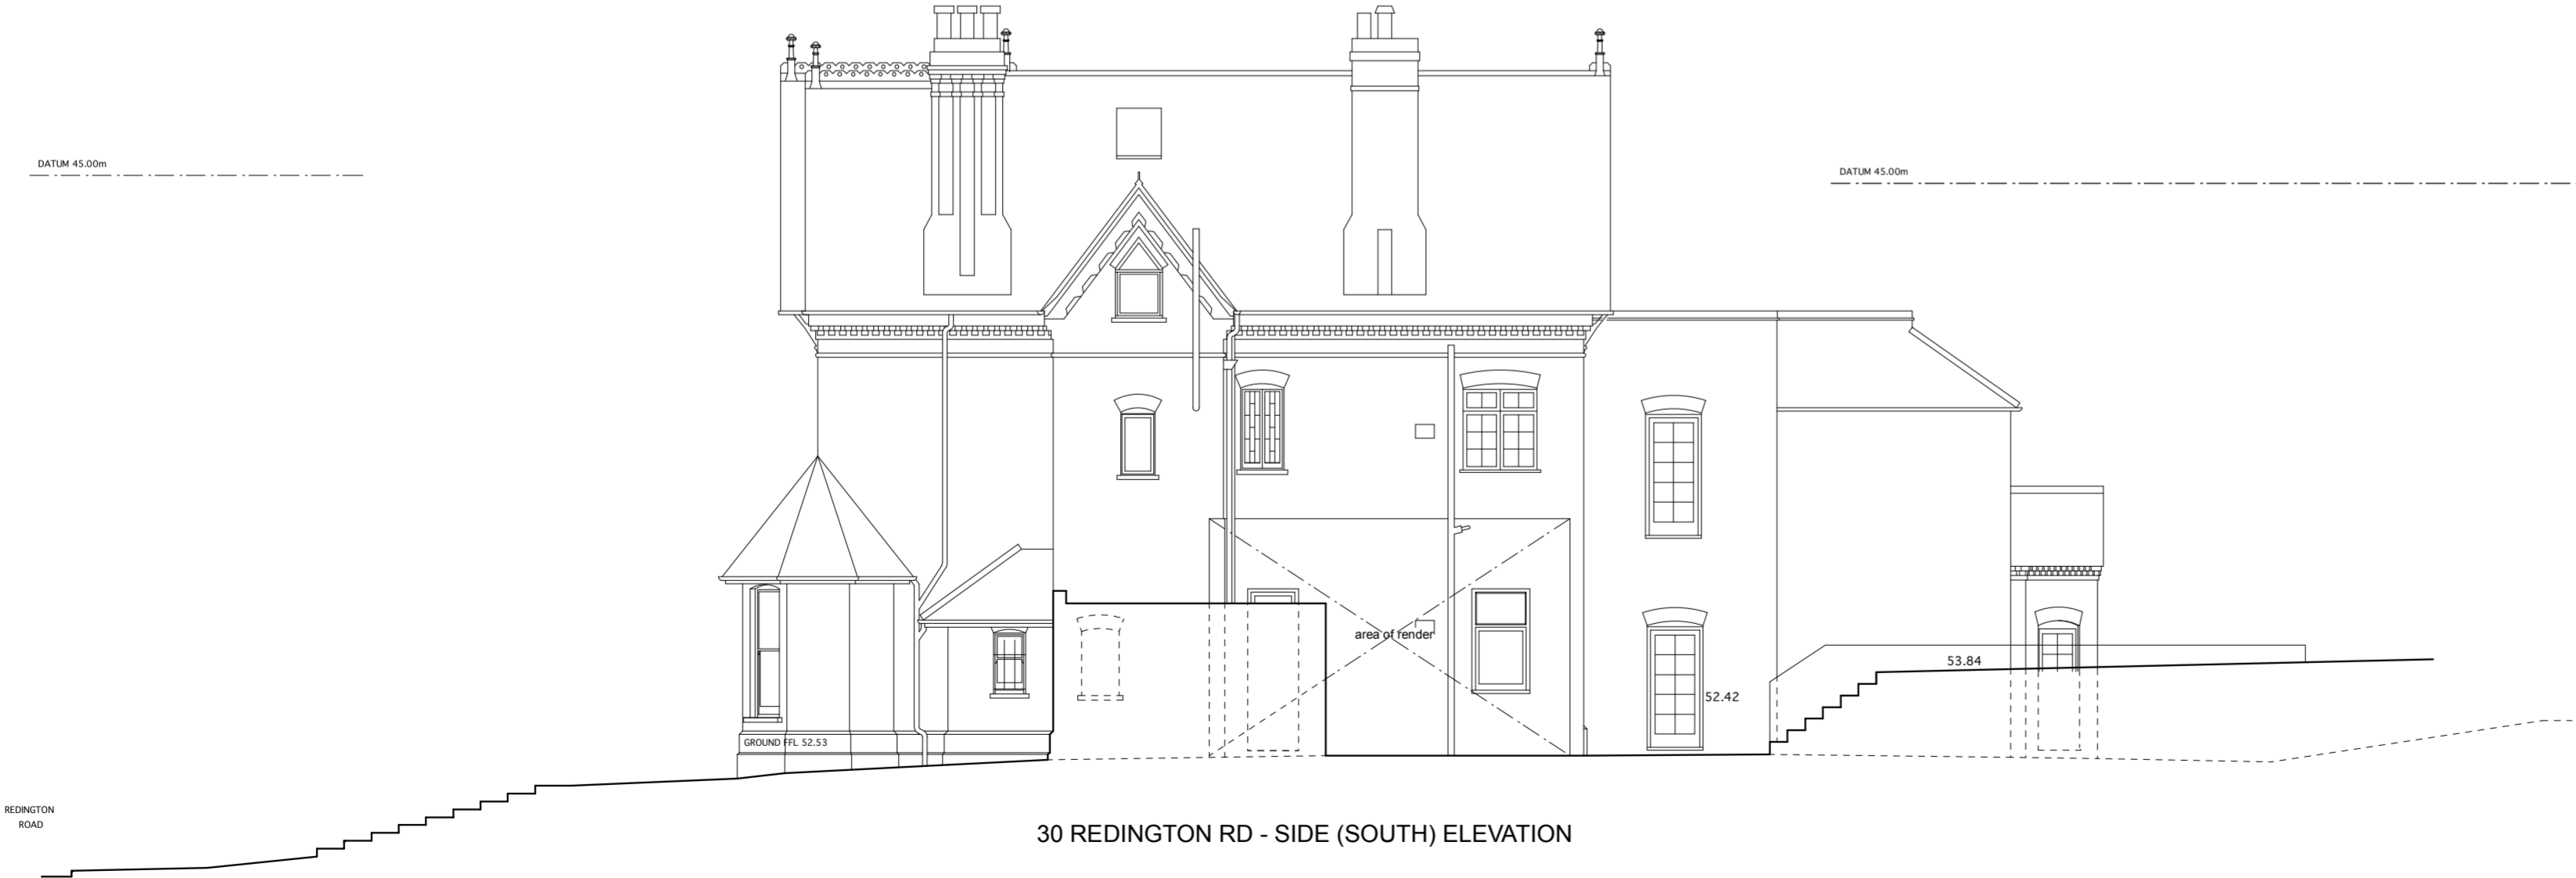 DATUM 45.00m
DATUM 45.00m
area of render
53.84
52.42
GROUND FFL 52.53
REDINGTON
ROAD
30 REDINGTON RD - SIDE (SOUTH) ELEVATION